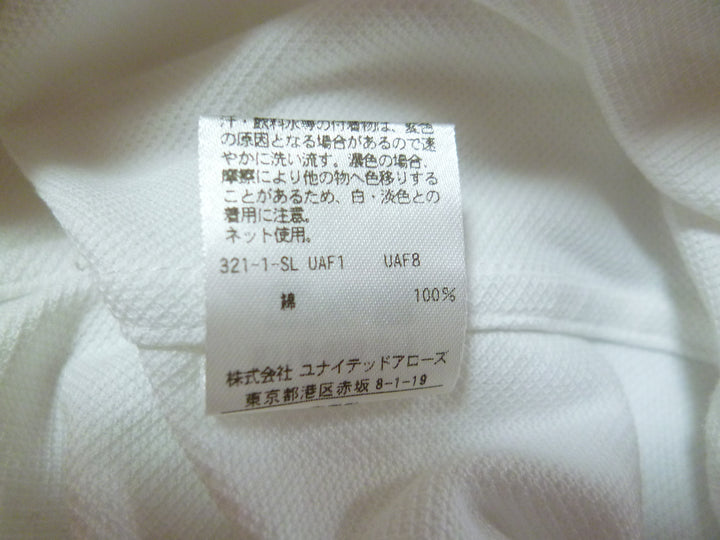 汗・飲料水等の付着物は、変色
の原因となる場合があるので速
やかに洗い流す。濃色の場合、
摩擦により他の物へ色移りする
ことがあるため、白・淡色との
着用に注意。
ネット使用。
321-1-SL UAF1 UAF8
綿 100%
株式会社 ユナイテッドアローズ
東京都港区赤坂 8-1-19